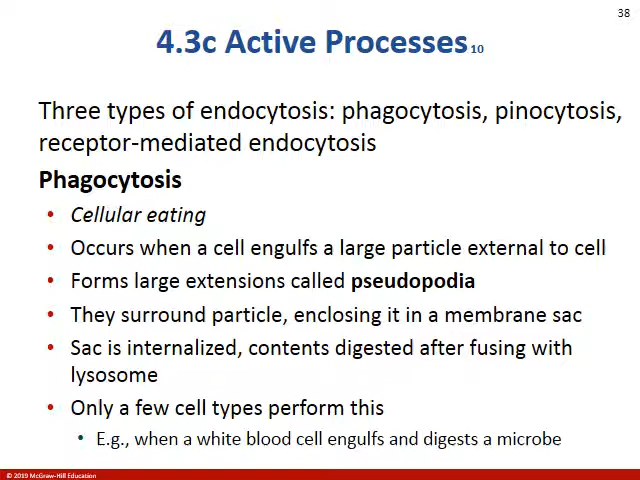 38
4.3c Active Processes 10
Three types of endocytosis: phagocytosis, pinocytosis,
receptor-mediated endocytosis
Phagocytosis
• Cellular eating
• Occurs when a cell engulfs a large particle external to cell
• Forms large extensions called pseudopodia
• They surround particle, enclosing it in a membrane sac
• Sac is internalized, contents digested after fusing with
lysosome
• Only a few cell types perform this
• E.g., when a white blood cell engulfs and digests a microbe
© 2019 McGraw-Hill Education